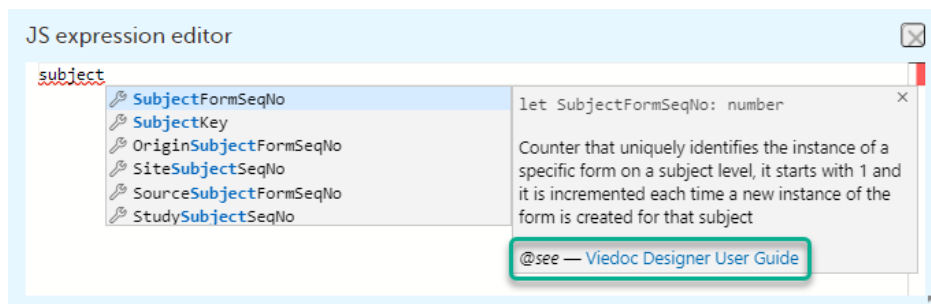 JS expression editor
subject
SubjectFormSeqNo
SubjectKey
OriginSubjectFormSeqNo
SiteSubjectSeqNo
SourceSubjectFormSeqNo
StudySubjectSeqNo
let SubjectFormSeqNo: number
Counter that uniquely identifies the instance of a
specific form on a subject level, it starts with 1 and
it is incremented each time a new instance of the
form is created for that subject
@see — Viedoc Designer User Guide